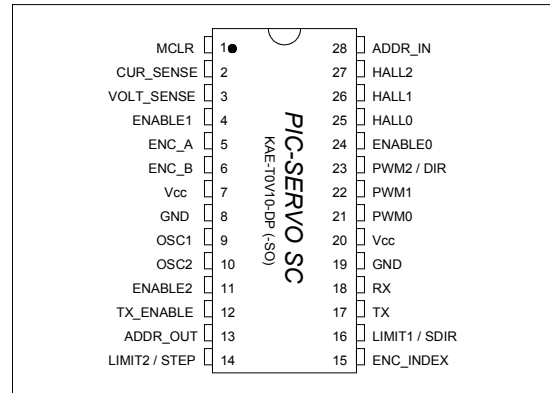 MCLR 1 28 ADDR_IN
CUR_SENSE 2 27 HALL2
VOLT_SENSE 3 26 HALL1
ENABLE1 4 25 HALL0
ENC_A 5 24 ENABLE0
ENC_B 6 23 PWM2 / DIR
Vcc 7 22 PWM1
GND 8 21 PWM0
OSC1 9 20 Vcc
OSC2 10 19 GND
ENABLE2 11 18 RX
TX_ENABLE 12 17 TX
ADDR_OUT 13 16 LIMIT1 / SDIR
LIMIT2 / STEP 14 15 ENC_INDEX
PIC-SERVO SC
KAE-T0V10-DP (-SO)